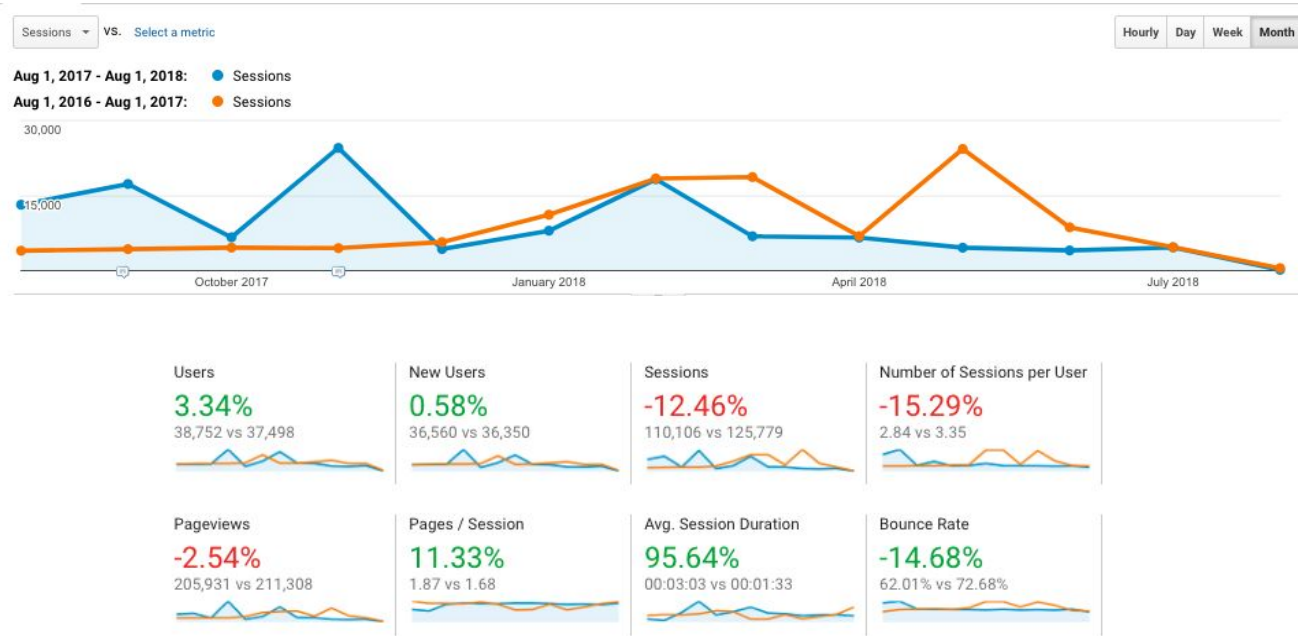 Sessions VS. Select a metric
Hourly Day Week Month
Aug 1, 2017 - Aug 1, 2018: Sessions
Aug 1, 2016 - Aug 1, 2017: Sessions
30,000
15,000
October 2017 January 2018 April 2018 July 2018
Users
3.34%
38,752 vs 37,498
New Users
0.58%
36,560 vs 36,350
Sessions
-12.46%
110,106 vs 125,779
Number of Sessions per User
-15.29%
2.84 vs 3.35
Pageviews
-2.54%
205,931 vs 211,308
Pages / Session
11.33%
1.87 vs 1.68
Avg. Session Duration
95.64%
00:03:03 vs 00:01:33
Bounce Rate
-14.68%
62.01% vs 72.68%